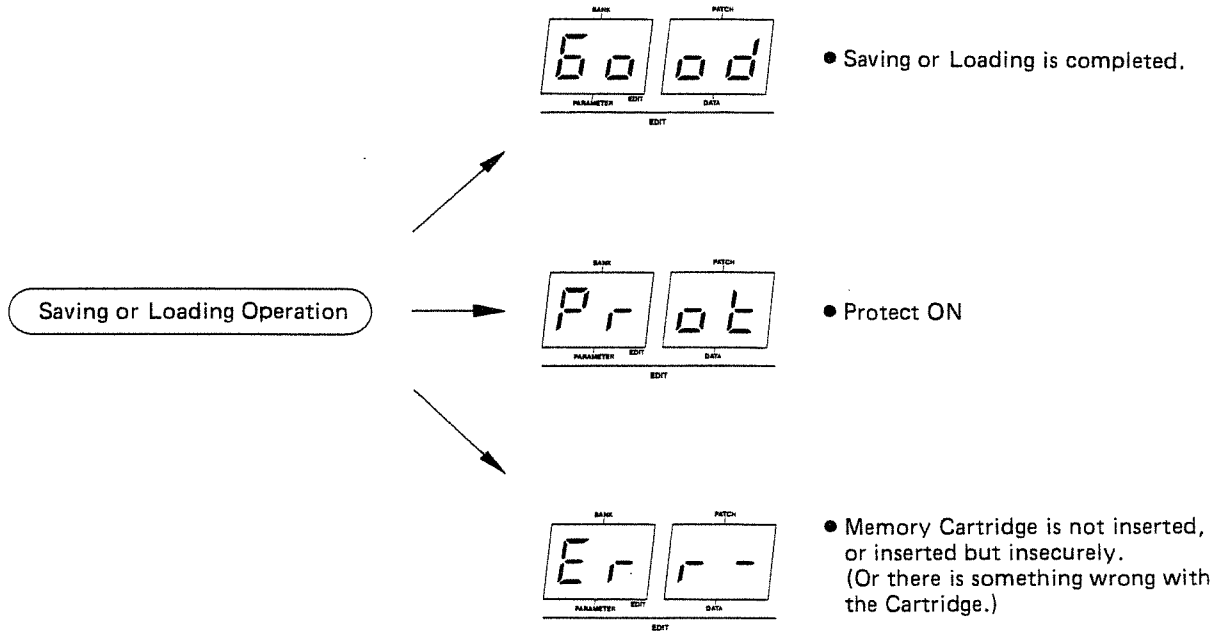 BANK PATCH
Go od
PARAMETER EDIT DATA
EDIT
● Saving or Loading is completed.
Saving or Loading Operation
BANK PATCH
Pr ot
PARAMETER EDIT DATA
EDIT
● Protect ON
BANK PATCH
Er r-
PARAMETER EDIT DATA
EDIT
● Memory Cartridge is not inserted,
or inserted but insecurely.
(Or there is something wrong with
the Cartridge.)